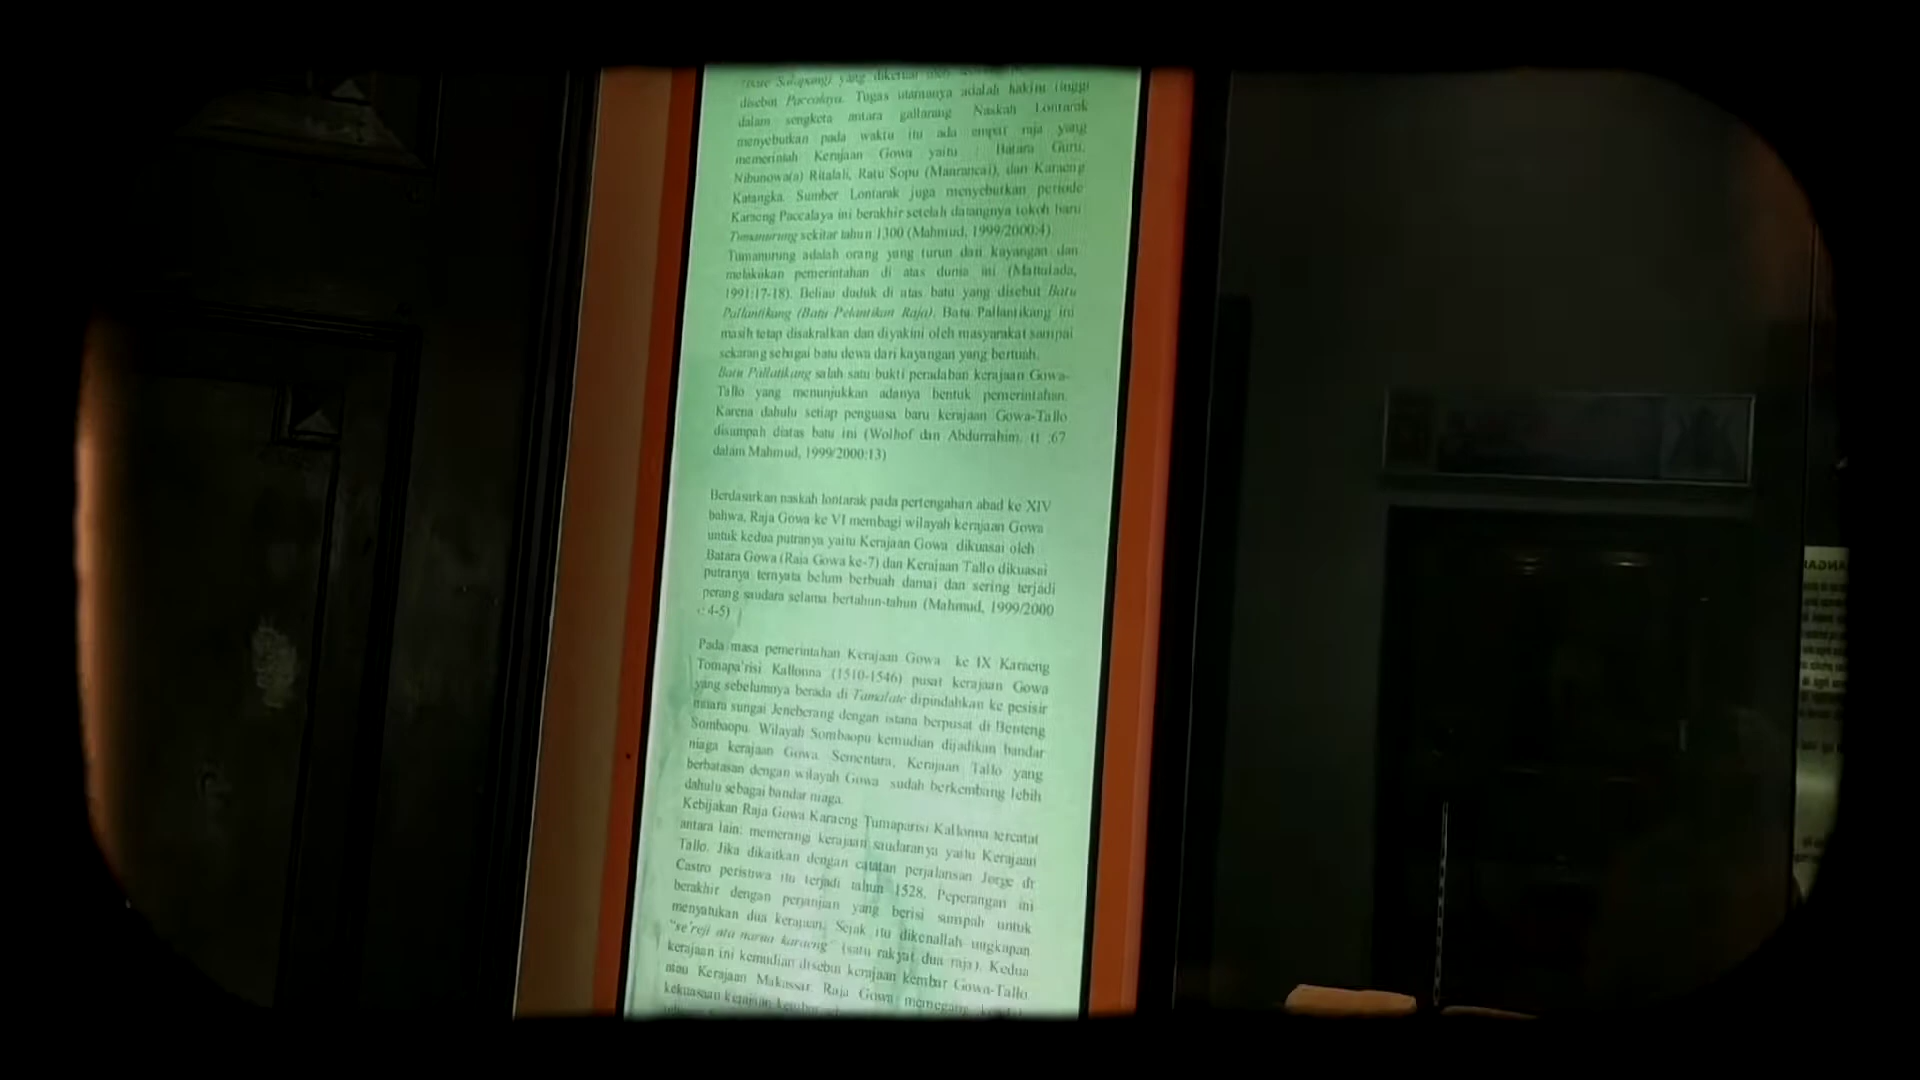 Salapang) yang diketuai oleh
disebut Paccalaya. Tugas utamanya adalah hakim tinggi
dalam sengketa antara gallarang Naskah Lontarak
menyebutkan pada waktu itu ada empat raja yang
memerintah Kerajaan Gowa yaitu : Batara Guru,
Nibunowa(a) Ritalali, Ratu Sopu (Manrancai), dan Karaeng
Katangka. Sumber Lontarak juga menyebutkan periode
Karaeng Paccalaya ini berakhir setelah datangnya tokoh baru
Tumanurung sekitar tahun 1300 (Mahmud, 1999/2000:4)
Tumanurung adalah orang yang turun dari kayangan dan
melakukan pemerintahan di atas dunia ini (Mattulada,
1991:17-18). Beliau duduk di atas batu yang disebut Batu
Pallantikang (Batu Pelantikan Raja). Batu Pallantikang ini
masih tetap disakralkan dan diyakini oleh masyarakat sampai
sekarang sebagai batu dewa dari kayangan yang bertuah.
Batu Pallatikang salah satu bukti peradaban kerajaan Gowa-
Tallo yang menunjukkan adanya bentuk pemerintahan.
Karena dahulu setiap penguasa baru kerajaan Gowa-Tallo
disumpah diatas batu ini (Wolhof dan Abdurrahim, tt :67
dalam Mahmud, 1999/2000:13)
Berdasarkan naskah lontarak pada pertengahan abad ke XIV
bahwa, Raja Gowa ke VI membagi wilayah kerajaan Gowa
untuk kedua putranya yaitu Kerajaan Gowa dikuasai oleh
Batara Gowa (Raja Gowa ke-7) dan Kerajaan Tallo dikuasai
putranya ternyata belum berbuah damai dan sering terjadi
perang saudara selama bertahun-tahun (Mahmud, 1999/2000
: 4-5)
Pada masa pemerintahan Kerajaan Gowa ke IX Karaeng
Tomapa'risi Kallonna (1510-1546) pusat kerajaan Gowa
yang sebelumnya berada di Tamalate dipindahkan ke pesisir
muara sungai Jeneberang dengan istana berpusat di Benteng
Sombaopu. Wilayah Sombaopu kemudian dijadikan bandar
niaga kerajaan Gowa. Sementara, Kerajaan Tallo yang
berbatasan dengan wilayah Gowa sudah berkembang lebih
dahulu sebagai bandar niaga.
Kebijakan Raja Gowa Karaeng Tumaparisi Kallonna tercatat
antara lain: memerangi kerajaan saudaranya yaitu Kerajaan
Tallo. Jika dikaitkan dengan catatan perjalansan Jorge dr
Castro peristiwa itu terjadi tahun 1528. Peperangan ini
berakhir dengan perjanjian yang berisi sumpah untuk
menyatukan dua kerajaan. Sejak itu dikenallah ungkapan
"se'reji ata narua karaeng" (satu rakyat dua raja). Kedua
kerajaan ini kemudian disebut kerajaan kembar Gowa-Tallo
atau Kerajaan Makassar. Raja Gowa memegang
kekuasaan kerajaan kembar